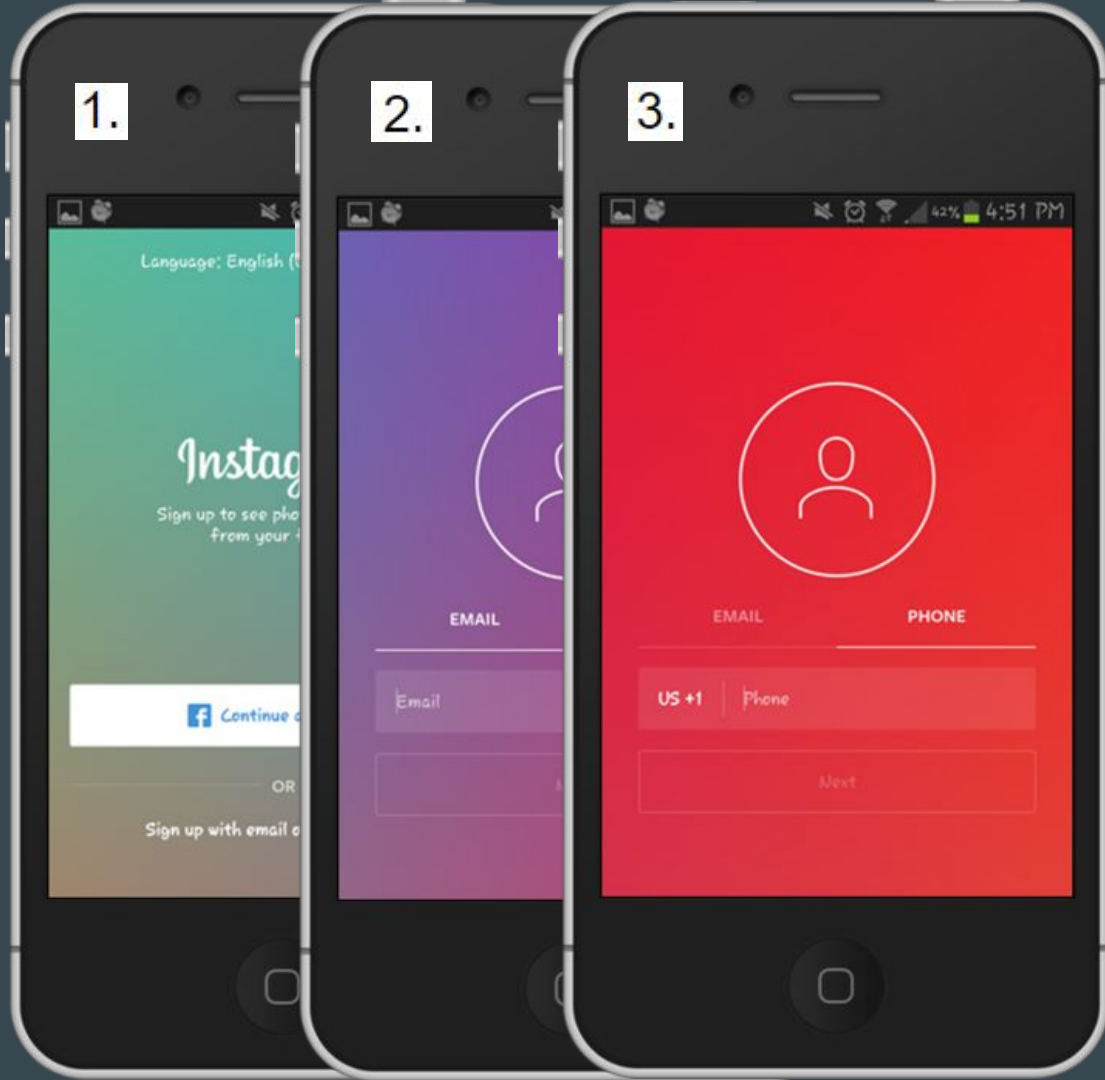 1.
Language: English (
Instag
Sign up to see pho
from your
Continue
OR
Sign up with email o
2.
EMAIL
Email
3.
42% 4:51 PM
EMAIL PHONE
US +1 Phone
Next